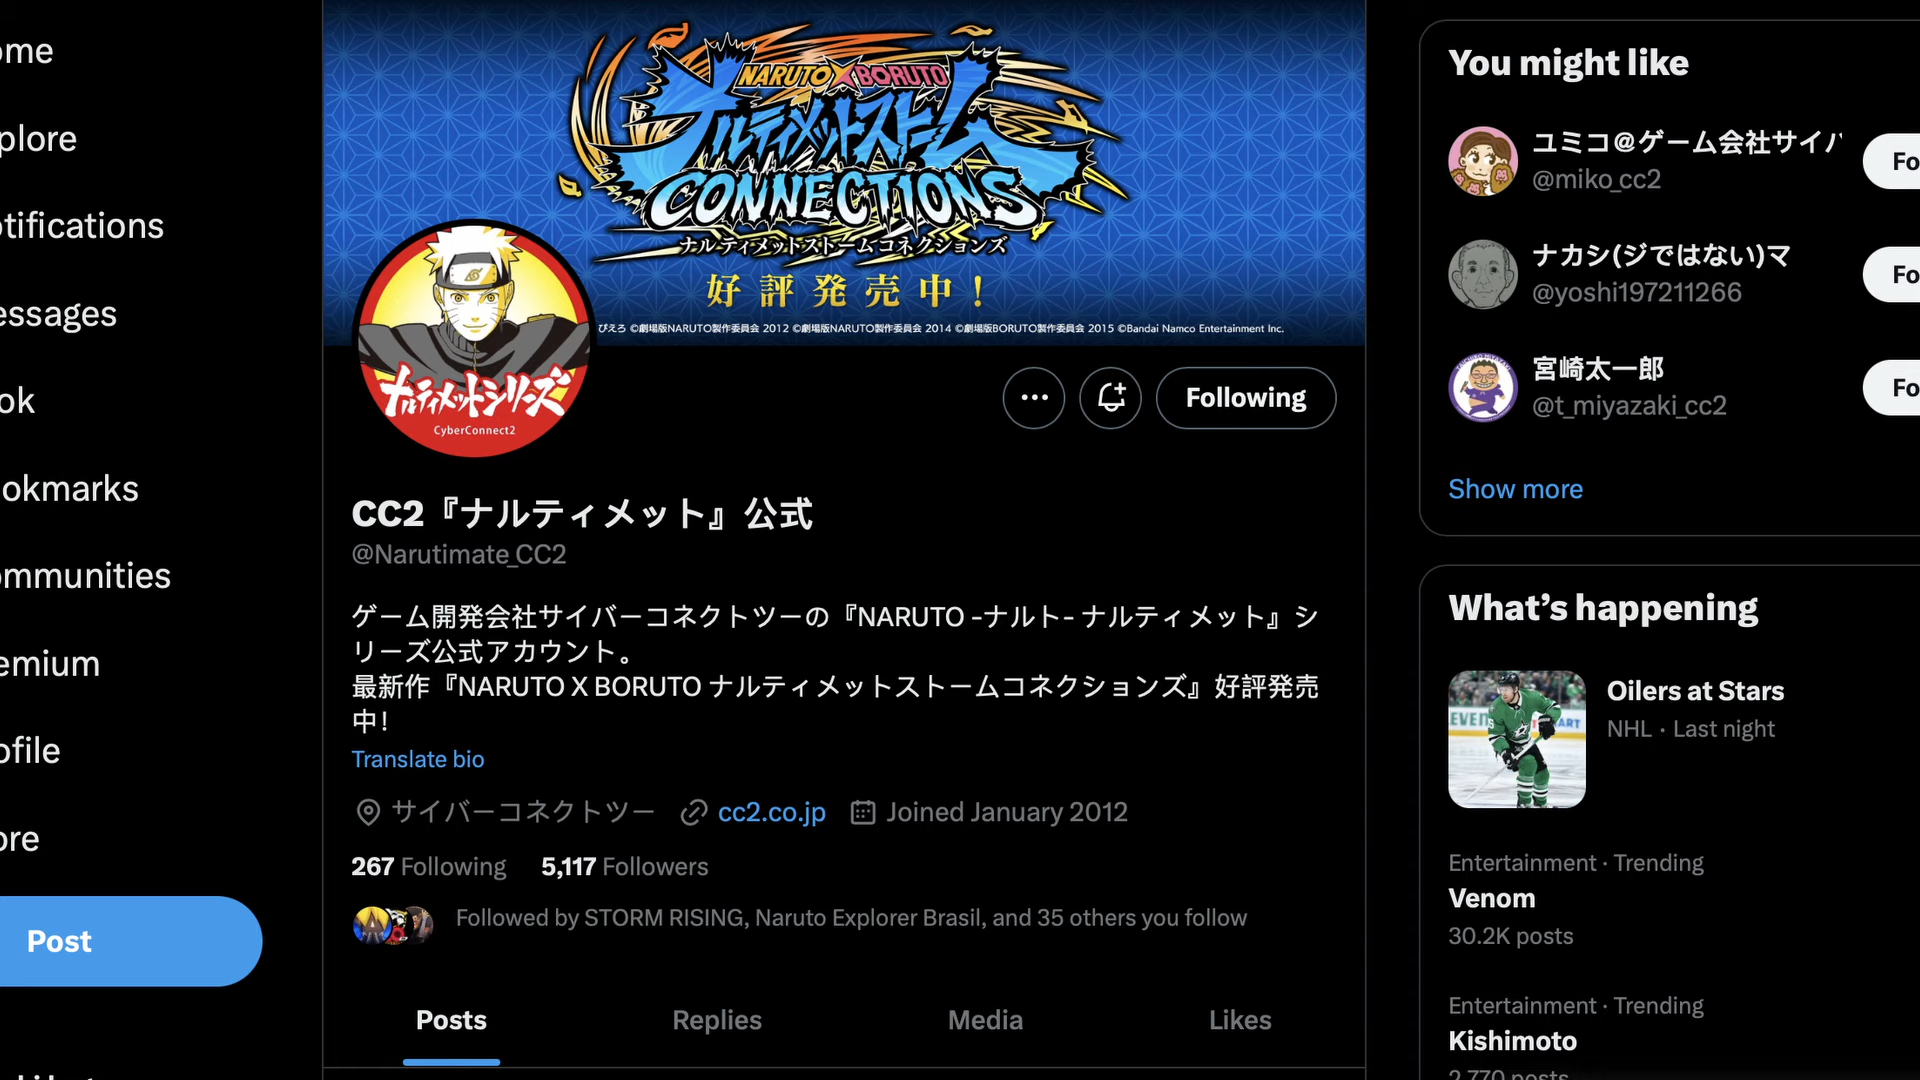 ome
plore
otifications
essages
ok
okmarks
ommunities
emium
ofile
ore
Post
NARUTO X BORUTO
ナルティメットストーム
CONNECTIONS
ナルティメットストームコネクションズ
好評発売中！
ぴえろ ©劇場版NARUTO製作委員会 2012 ©劇場版NARUTO製作委員会 2014 ©劇場版BORUTO製作委員会 2015 ©Bandai Namco Entertainment Inc.
ナルティメットシリーズ
CyberConnect2
Following
CC2『ナルティメット』公式
@Narutimate_CC2
ゲーム開発会社サイバーコネクトツーの『NARUTO -ナルト- ナルティメット』シ
リーズ公式アカウント。
最新作『NARUTO X BORUTO ナルティメットストームコネクションズ』好評発売
中！
Translate bio
サイバーコネクトツー cc2.co.jp Joined January 2012
267 Following 5,117 Followers
Followed by STORM RISING, Naruto Explorer Brasil, and 35 others you follow
Posts Replies Media Likes
You might like
ユミコ＠ゲーム会社サイバ
@miko_cc2
Fo
ナカシ(ジではない)マ
@yoshi197211266
Fo
宮崎太一郎
@t_miyazaki_cc2
Fo
Show more
What's happening
Oilers at Stars
NHL · Last night
Entertainment · Trending
Venom
30.2K posts
Entertainment · Trending
Kishimoto
2,770 posts